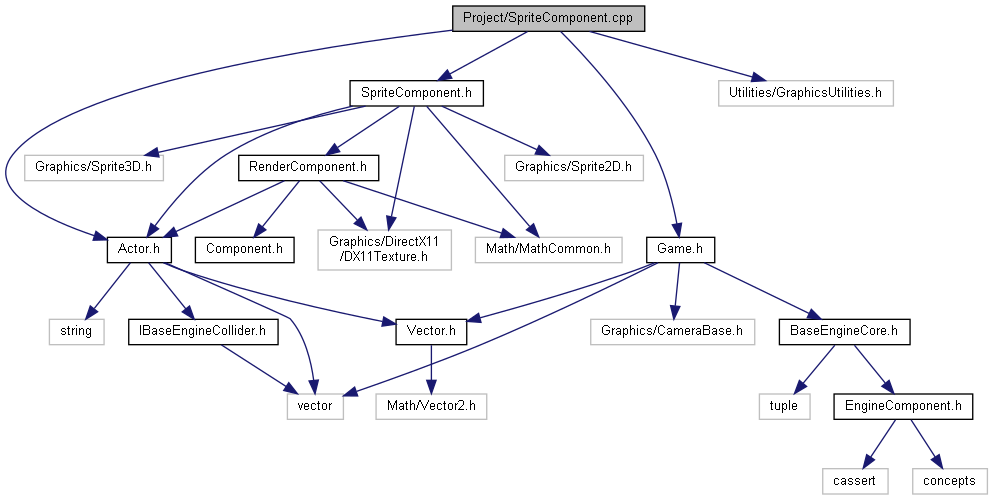 Project/SpriteComponent.cpp
SpriteComponent.h
Utilities/GraphicsUtilities.h
Graphics/Sprite3D.h
RenderComponent.h
Graphics/Sprite2D.h
Actor.h
Component.h
Graphics/DirectX11
/DX11Texture.h
Math/MathCommon.h
Game.h
string
IBaseEngineCollider.h
Vector.h
Graphics/CameraBase.h
BaseEngineCore.h
vector
Math/Vector2.h
tuple
EngineComponent.h
cassert
concepts